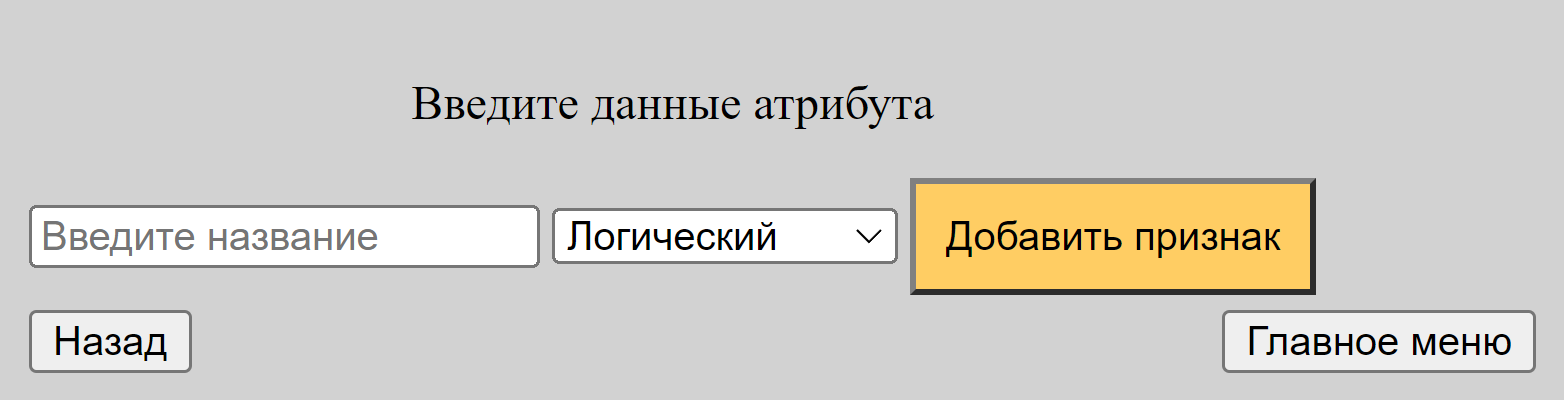 Введите данные атрибута
Введите название Логический Добавить признак
Назад Главное меню